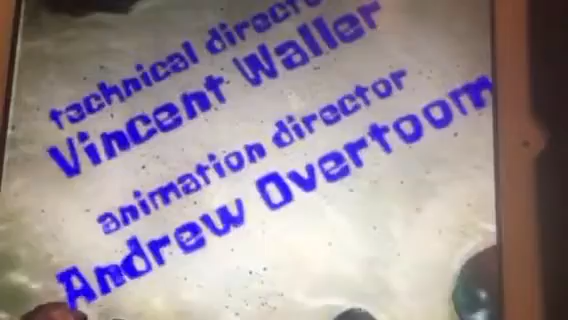 technical director
Vincent Waller
animation director
Andrew Overtoom